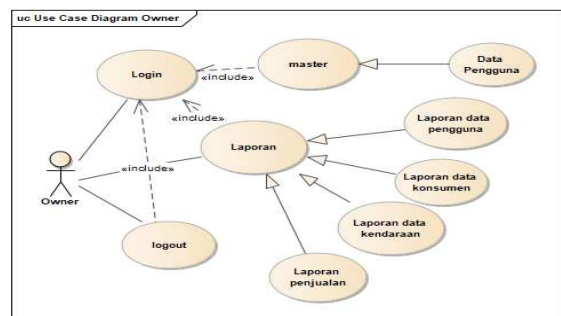 uc Use Case Diagram Owner
Login
«include»
master
Data
Pengguna
«include»
Laporan data
pengguna
Laporan
«include»
Laporan data
konsumen
Owner
Laporan data
kendaraan
logout
Laporan
penjualan